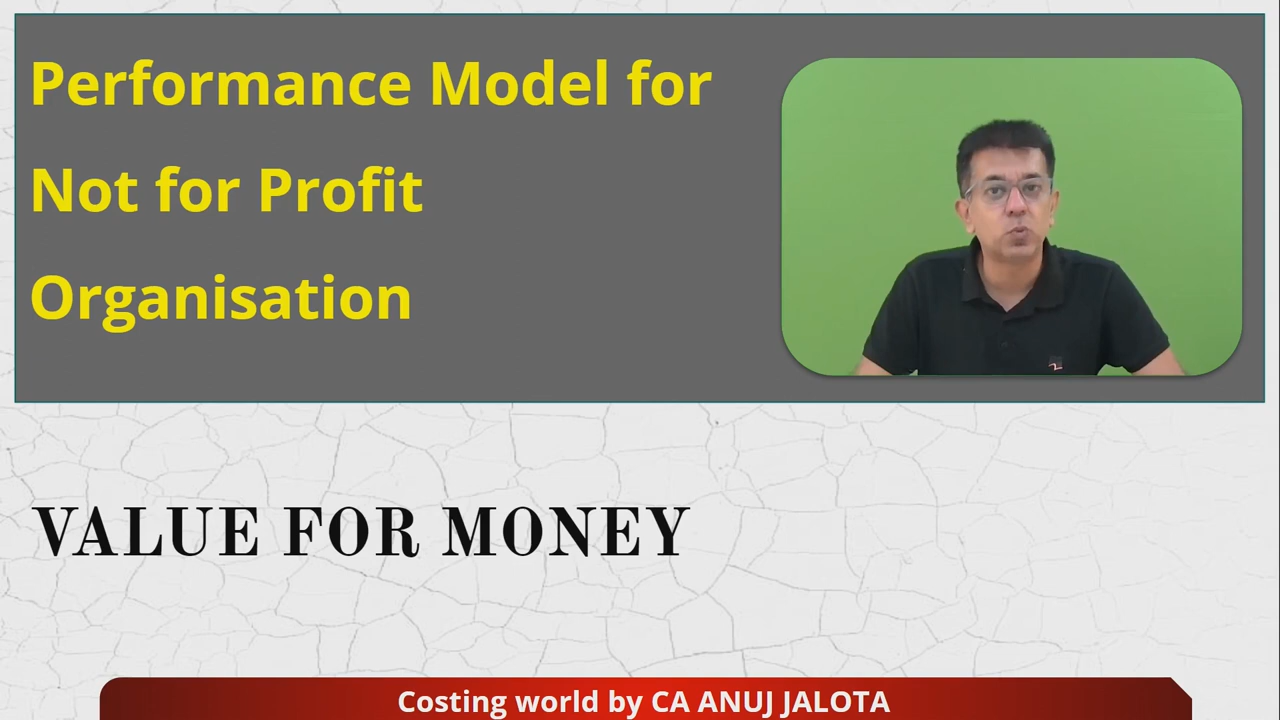 Performance Model for
Not for Profit
Organisation
VALUE FOR MONEY
Costing world by CA ANUJ JALOTA